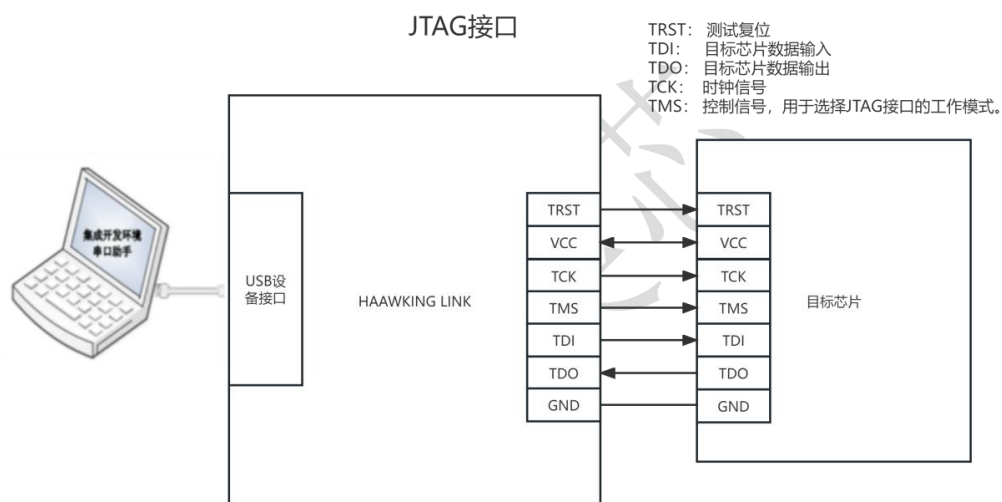 JTAG接口
TRST： 测试复位
TDI： 目标芯片数据输入
TDO：目标芯片数据输出
TCK： 时钟信号
TMS： 控制信号，用于选择JTAG接口的工作模式。
集成开发环境
串口助手
USB设
备接口
HAAWKING LINK
TRST
VCC
TCK
TMS
TDI
TDO
GND
TRST
VCC
TCK
TMS
TDI
TDO
GND
目标芯片